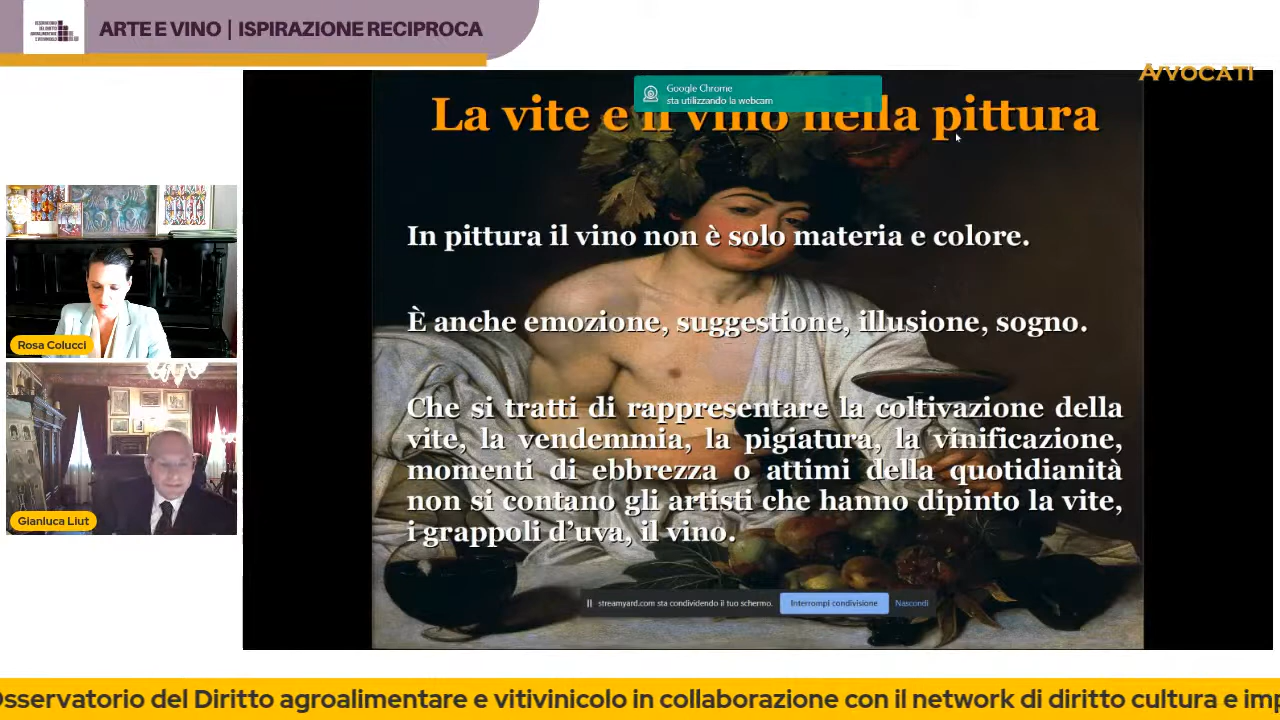 ARTE E VINO | ISPIRAZIONE RECIPROCA
AVVOCATI
Google Chrome
sta utilizzando la webcam
La vite e il vino nella pittura
In pittura il vino non è solo materia e colore.
È anche emozione, suggestione, illusione, sogno.
Che si tratti di rappresentare la coltivazione della
vite, la vendemmia, la pigiatura, la vinificazione,
momenti di ebbrezza o attimi della quotidianità
non si contano gli artisti che hanno dipinto la vite,
i grappoli d'uva, il vino.
Rosa Colucci
Gianluca Liut
streamyard.com sta condividendo il tuo schermo.
Interrompi condivisione
Nascondi
Osservatorio del Diritto agroalimentare e vitivinicolo in collaborazione con il network di diritto cultura e imp